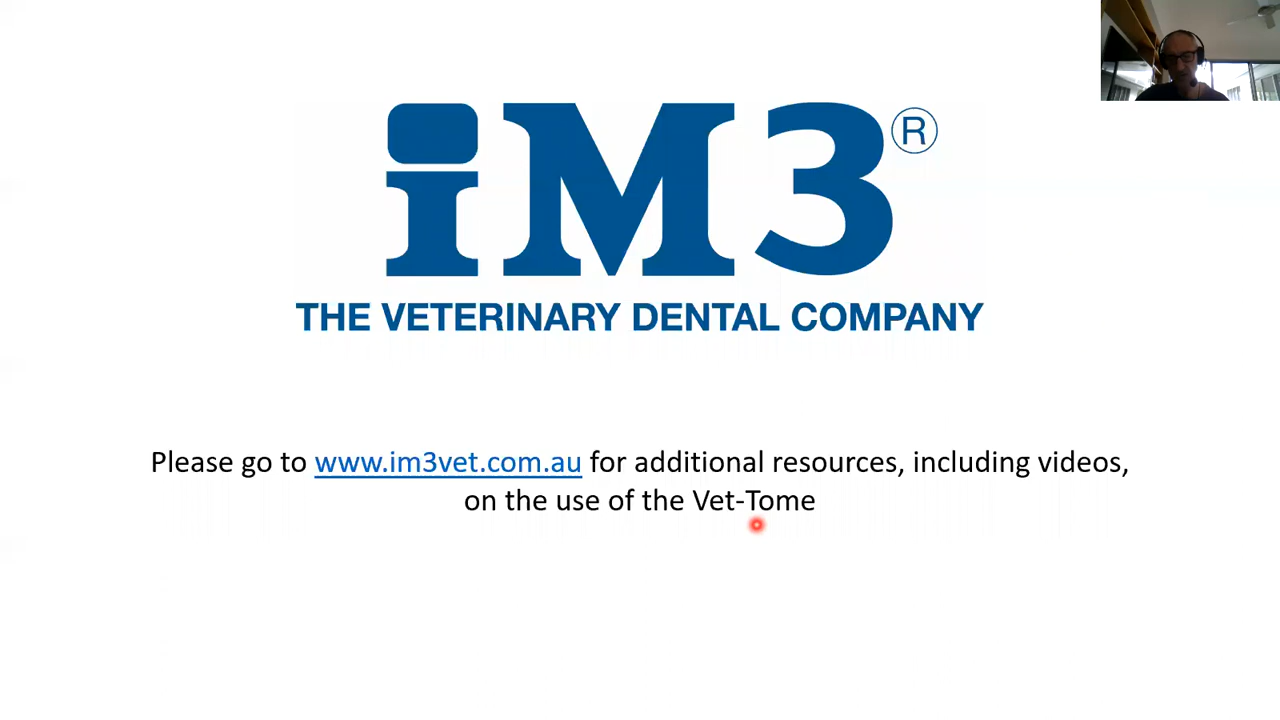 iM3®
THE VETERINARY DENTAL COMPANY
Please go to www.im3vet.com.au for additional resources, including videos,
on the use of the Vet-Tome